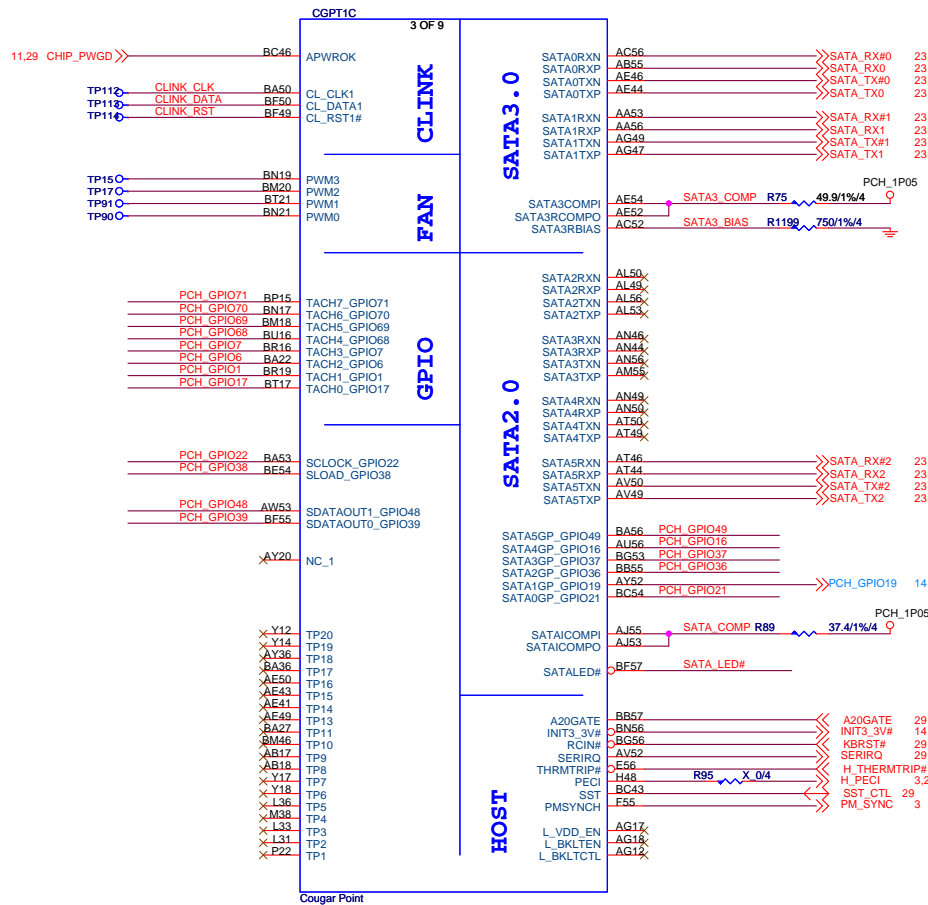 CGPT1C
3 OF 9
11,29 CHIP_PWGD BC46 APWROK
TP112 CLINK_CLK BA50 CL_CLK1
TP113 CLINK_DATA BF50 CL_DATA1
TP114 CLINK_RST BF49 CL_RST1#
CLINK
TP15 BN19 PWM3
TP17 BM20 PWM2
TP91 BT21 PWM1
TP90 BN21 PWM0
FAN
PCH_GPIO71 BP15 TACH7_GPIO71
PCH_GPIO70 BN17 TACH6_GPIO70
PCH_GPIO69 BM18 TACH5_GPIO69
PCH_GPIO68 BU16 TACH4_GPIO68
PCH_GPIO7 BR16 TACH3_GPIO7
PCH_GPIO6 BA22 TACH2_GPIO6
PCH_GPIO1 BR19 TACH1_GPIO1
PCH_GPIO17 BT17 TACH0_GPIO17
GPIO
PCH_GPIO22 BA53 SCLOCK_GPIO22
PCH_GPIO38 BE54 SLOAD_GPIO38
PCH_GPIO48 AW53 SDATAOUT1_GPIO48
PCH_GPIO39 BF55 SDATAOUT0_GPIO39
AY20 NC_1
Y12 TP20
Y14 TP19
AY36 TP18
BA36 TP17
AE50 TP16
AE43 TP15
AE41 TP14
AE49 TP13
BA27 TP11
BM46 TP10
AB17 TP9
AB18 TP8
Y17 TP7
Y18 TP6
L36 TP5
M38 TP4
L33 TP3
L31 TP2
P22 TP1
SATA3.0
SATA0RXN AC56 SATA_RX#0 23
SATA0RXP AB55 SATA_RX0 23
SATA0TXN AE46 SATA_TX#0 23
SATA0TXP AE44 SATA_TX0 23
SATA1RXN AA53 SATA_RX#1 23
SATA1RXP AA56 SATA_RX1 23
SATA1TXN AG49 SATA_TX#1 23
SATA1TXP AG47 SATA_TX1 23
PCH_1P05
SATA3COMPI AE54 SATA3_COMP R75 49.9/1%/4
SATA3RCOMPO AE52
SATA3RBIAS AC52 SATA3_BIAS R1199 750/1%/4
SATA2.0
SATA2RXN AL50
SATA2RXP AL49
SATA2TXN AL56
SATA2TXP AL53
SATA3RXN AN46
SATA3RXP AN44
SATA3TXN AN56
SATA3TXP AM55
SATA4RXN AN49
SATA4RXP AN50
SATA4TXN AT50
SATA4TXP AT49
SATA5RXN AT46 SATA_RX#2 23
SATA5RXP AT44 SATA_RX2 23
SATA5TXN AV50 SATA_TX#2 23
SATA5TXP AV49 SATA_TX2 23
SATA5GP_GPIO49 BA56 PCH_GPIO49
SATA4GP_GPIO16 AU56 PCH_GPIO16
SATA3GP_GPIO37 BG53 PCH_GPIO37
SATA2GP_GPIO36 BB55 PCH_GPIO36
SATA1GP_GPIO19 AY52 PCH_GPIO19 14
SATA0GP_GPIO21 BC54 PCH_GPIO21
PCH_1P05
SATAICOMPI AJ55 SATA_COMP R89 37.4/1%/4
SATAICOMPO AJ53
SATALED# BF57 SATA_LED#
HOST
A20GATE BB57 A20GATE 29
INIT3_3V# BN56 INIT3_3V# 14
RCIN# BG56 KBRST# 29
SERIRQ AV52 SERIRQ 29
THRMTRIP# E56 H_THERMTRIP#
PECI H48 R95 X_0/4 H_PECI 3,2
SST BC43 SST_CTL 29
PMSYNCH F55 PM_SYNC 3
L_VDD_EN AG17
L_BKLTEN AG18
L_BKLTCTL AG12
Cougar Point